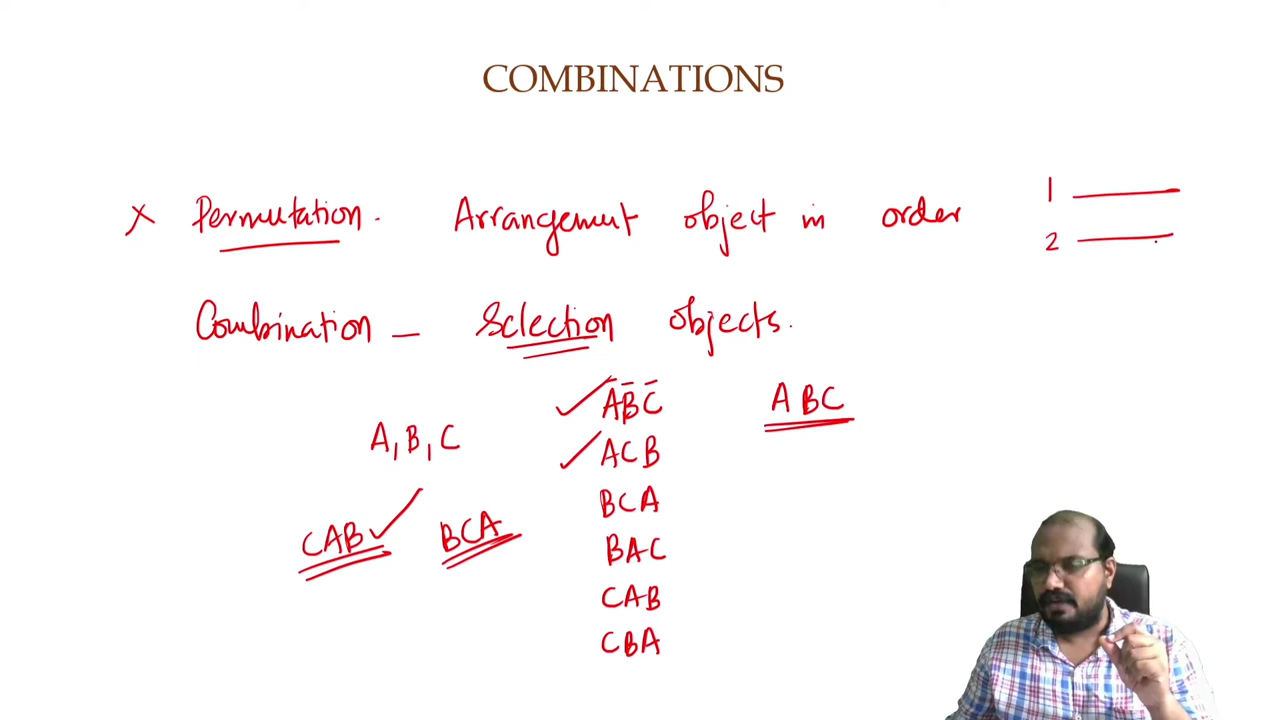 COMBINATIONS
X Permutation. Arrangement object in order
1
2
Combination - Selection objects.
A, B, C
CAB
BCA
ABC
ACB
BCA
BAC
CAB
CBA
ABC